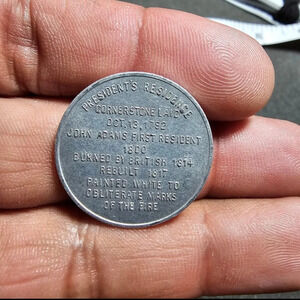 PRESIDENT'S RESIDENCE
CORNERSTONE LAID
OCT. 13, 1792
JOHN ADAMS FIRST RESIDENT
1800
BURNED BY BRITISH 1814
REBUILT 1817
PAINTED WHITE TO
OBLITERATE MARKS
OF THE FIRE